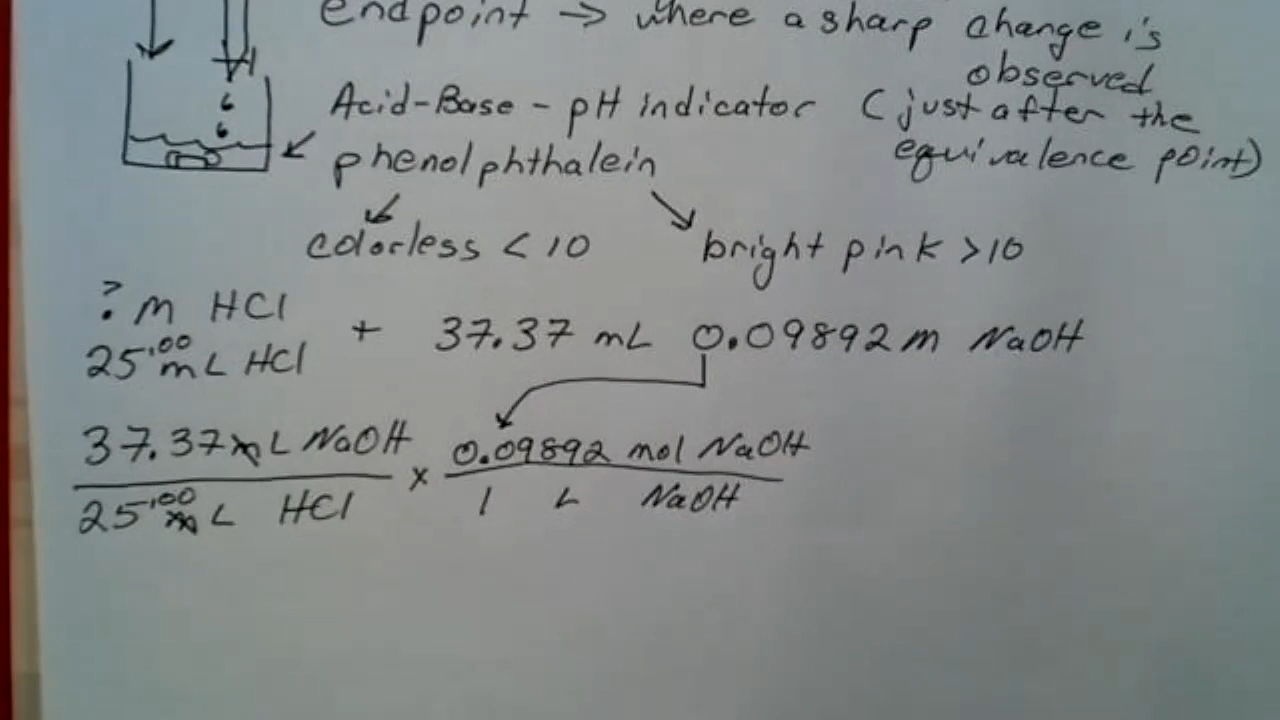 endpoint → where a sharp change is
observed
Acid-Base - pH indicator (just after the
phenolphthalein equivalence point)
colorless < 10 bright pink > 10
? m HCl
+ 37.37 mL 0.09892 m NaOH
25.00 mL HCl
37.37 mL NaOH × 0.09892 mol NaOH
25.00 mL HCl 1 L NaOH